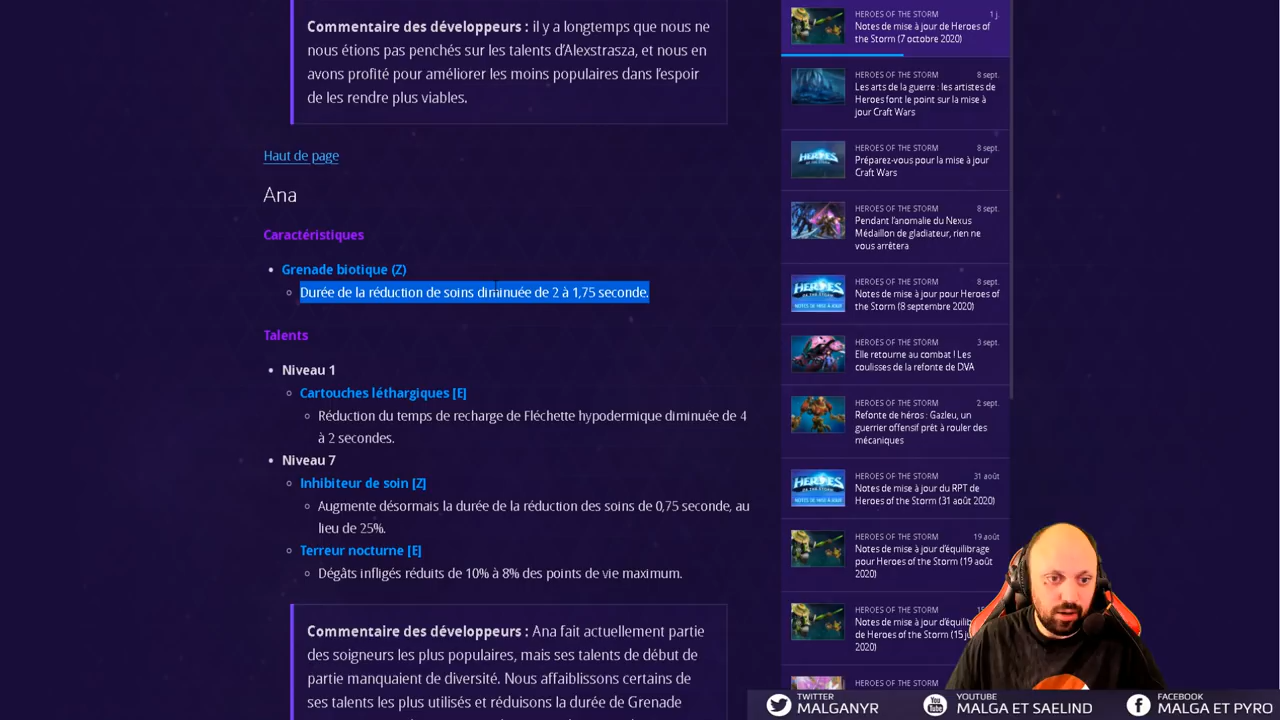 Commentaire des développeurs : il y a longtemps que nous ne
nous étions pas penchés sur les talents d'Alexstrasza, et nous en
avons profité pour améliorer les moins populaires dans l'espoir
de les rendre plus viables.
Haut de page
Ana
Caractéristiques
Grenade biotique (Z)
Durée de la réduction de soins diminuée de 2 à 1,75 seconde.
Talents
Niveau 1
Cartouches léthargiques [E]
Réduction du temps de recharge de Fléchette hypodermique diminuée de 4
à 2 secondes.
Niveau 7
Inhibiteur de soin [Z]
Augmente désormais la durée de la réduction des soins de 0,75 seconde, au
lieu de 25%.
Terreur nocturne [E]
Dégâts infligés réduits de 10% à 8% des points de vie maximum.
Commentaire des développeurs : Ana fait actuellement partie
des soigneurs les plus populaires, mais ses talents de début de
partie manquaient de diversité. Nous affaiblissons certains de
ses talents les plus utilisés et réduisons la durée de Grenade
HEROES OF THE STORM 1 j.
Notes de mise à jour de Heroes of
the Storm (7 octobre 2020)
HEROES OF THE STORM 8 sept.
Les arts de la guerre : les artistes de
Heroes font le point sur la mise à
jour Craft Wars
HEROES OF THE STORM 8 sept.
Préparez-vous pour la mise à jour
Craft Wars
HEROES OF THE STORM 8 sept.
Pendant l'anomalie du Nexus
Médaillon de gladiateur, rien ne
vous arrêtera
HEROES OF THE STORM 8 sept.
Notes de mise à jour pour Heroes of
the Storm (8 septembre 2020)
HEROES OF THE STORM 3 sept.
Elle retourne au combat ! Les
coulisses de la refonte de D.VA
HEROES OF THE STORM 2 sept.
Refonte de héros : Gazleu, un
guerrier offensif prêt à rouler des
mécaniques
HEROES OF THE STORM 31 août
Notes de mise à jour du RPT de
Heroes of the Storm (31 août 2020)
HEROES OF THE STORM 19 août
Notes de mise à jour d'équilibrage
pour Heroes of the Storm (19 août
2020)
HEROES OF THE STORM
Notes de mise à jour
de Heroes of the Storm (15
2020)
HEROES OF THE STORM
TWITTER
MALGANYR
YOUTUBE
MALGA ET SAELIND
FACEBOOK
MALGA ET PYRO